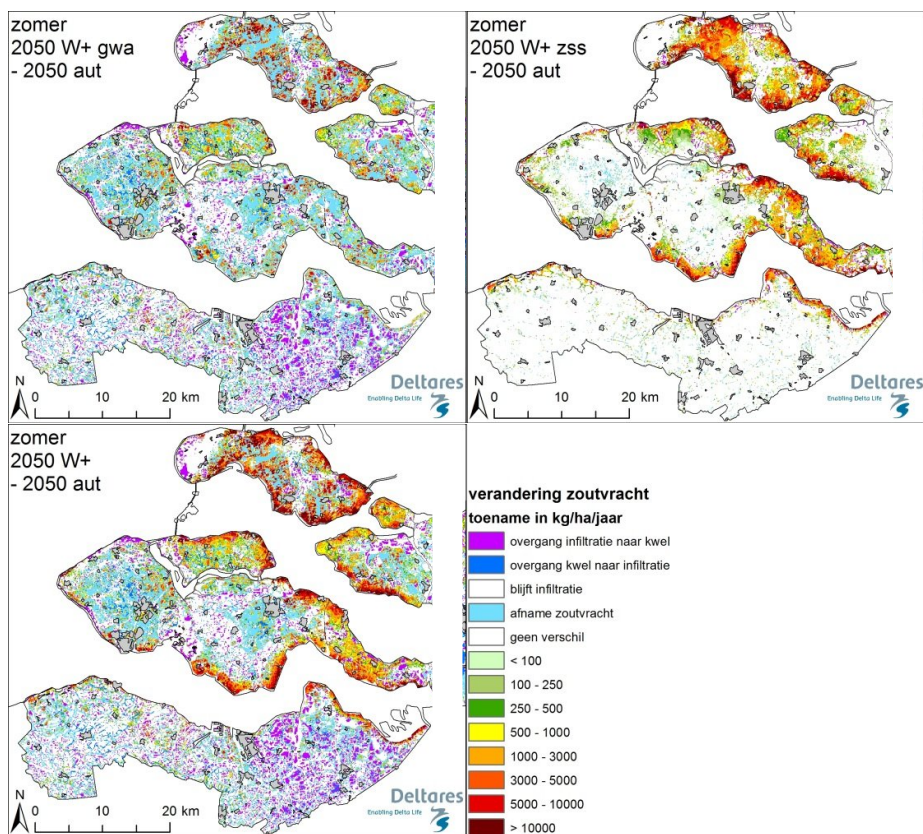 zomer
2050 W+ gwa
- 2050 aut
N
0 10 20 km
Deltares
Enabling Delta Life
zomer
2050 W+ zss
- 2050 aut
N
0 10 20 km
Deltares
Enabling Delta Life
zomer
2050 W+
- 2050 aut
N
0 10 20 km
Deltares
Enabling Delta Life
verandering zoutvracht
toename in kg/ha/jaar
overgang infiltratie naar kwel
overgang kwel naar infiltratie
blijft infiltratie
afname zoutvracht
geen verschil
< 100
100 - 250
250 - 500
500 - 1000
1000 - 3000
3000 - 5000
5000 - 10000
> 10000